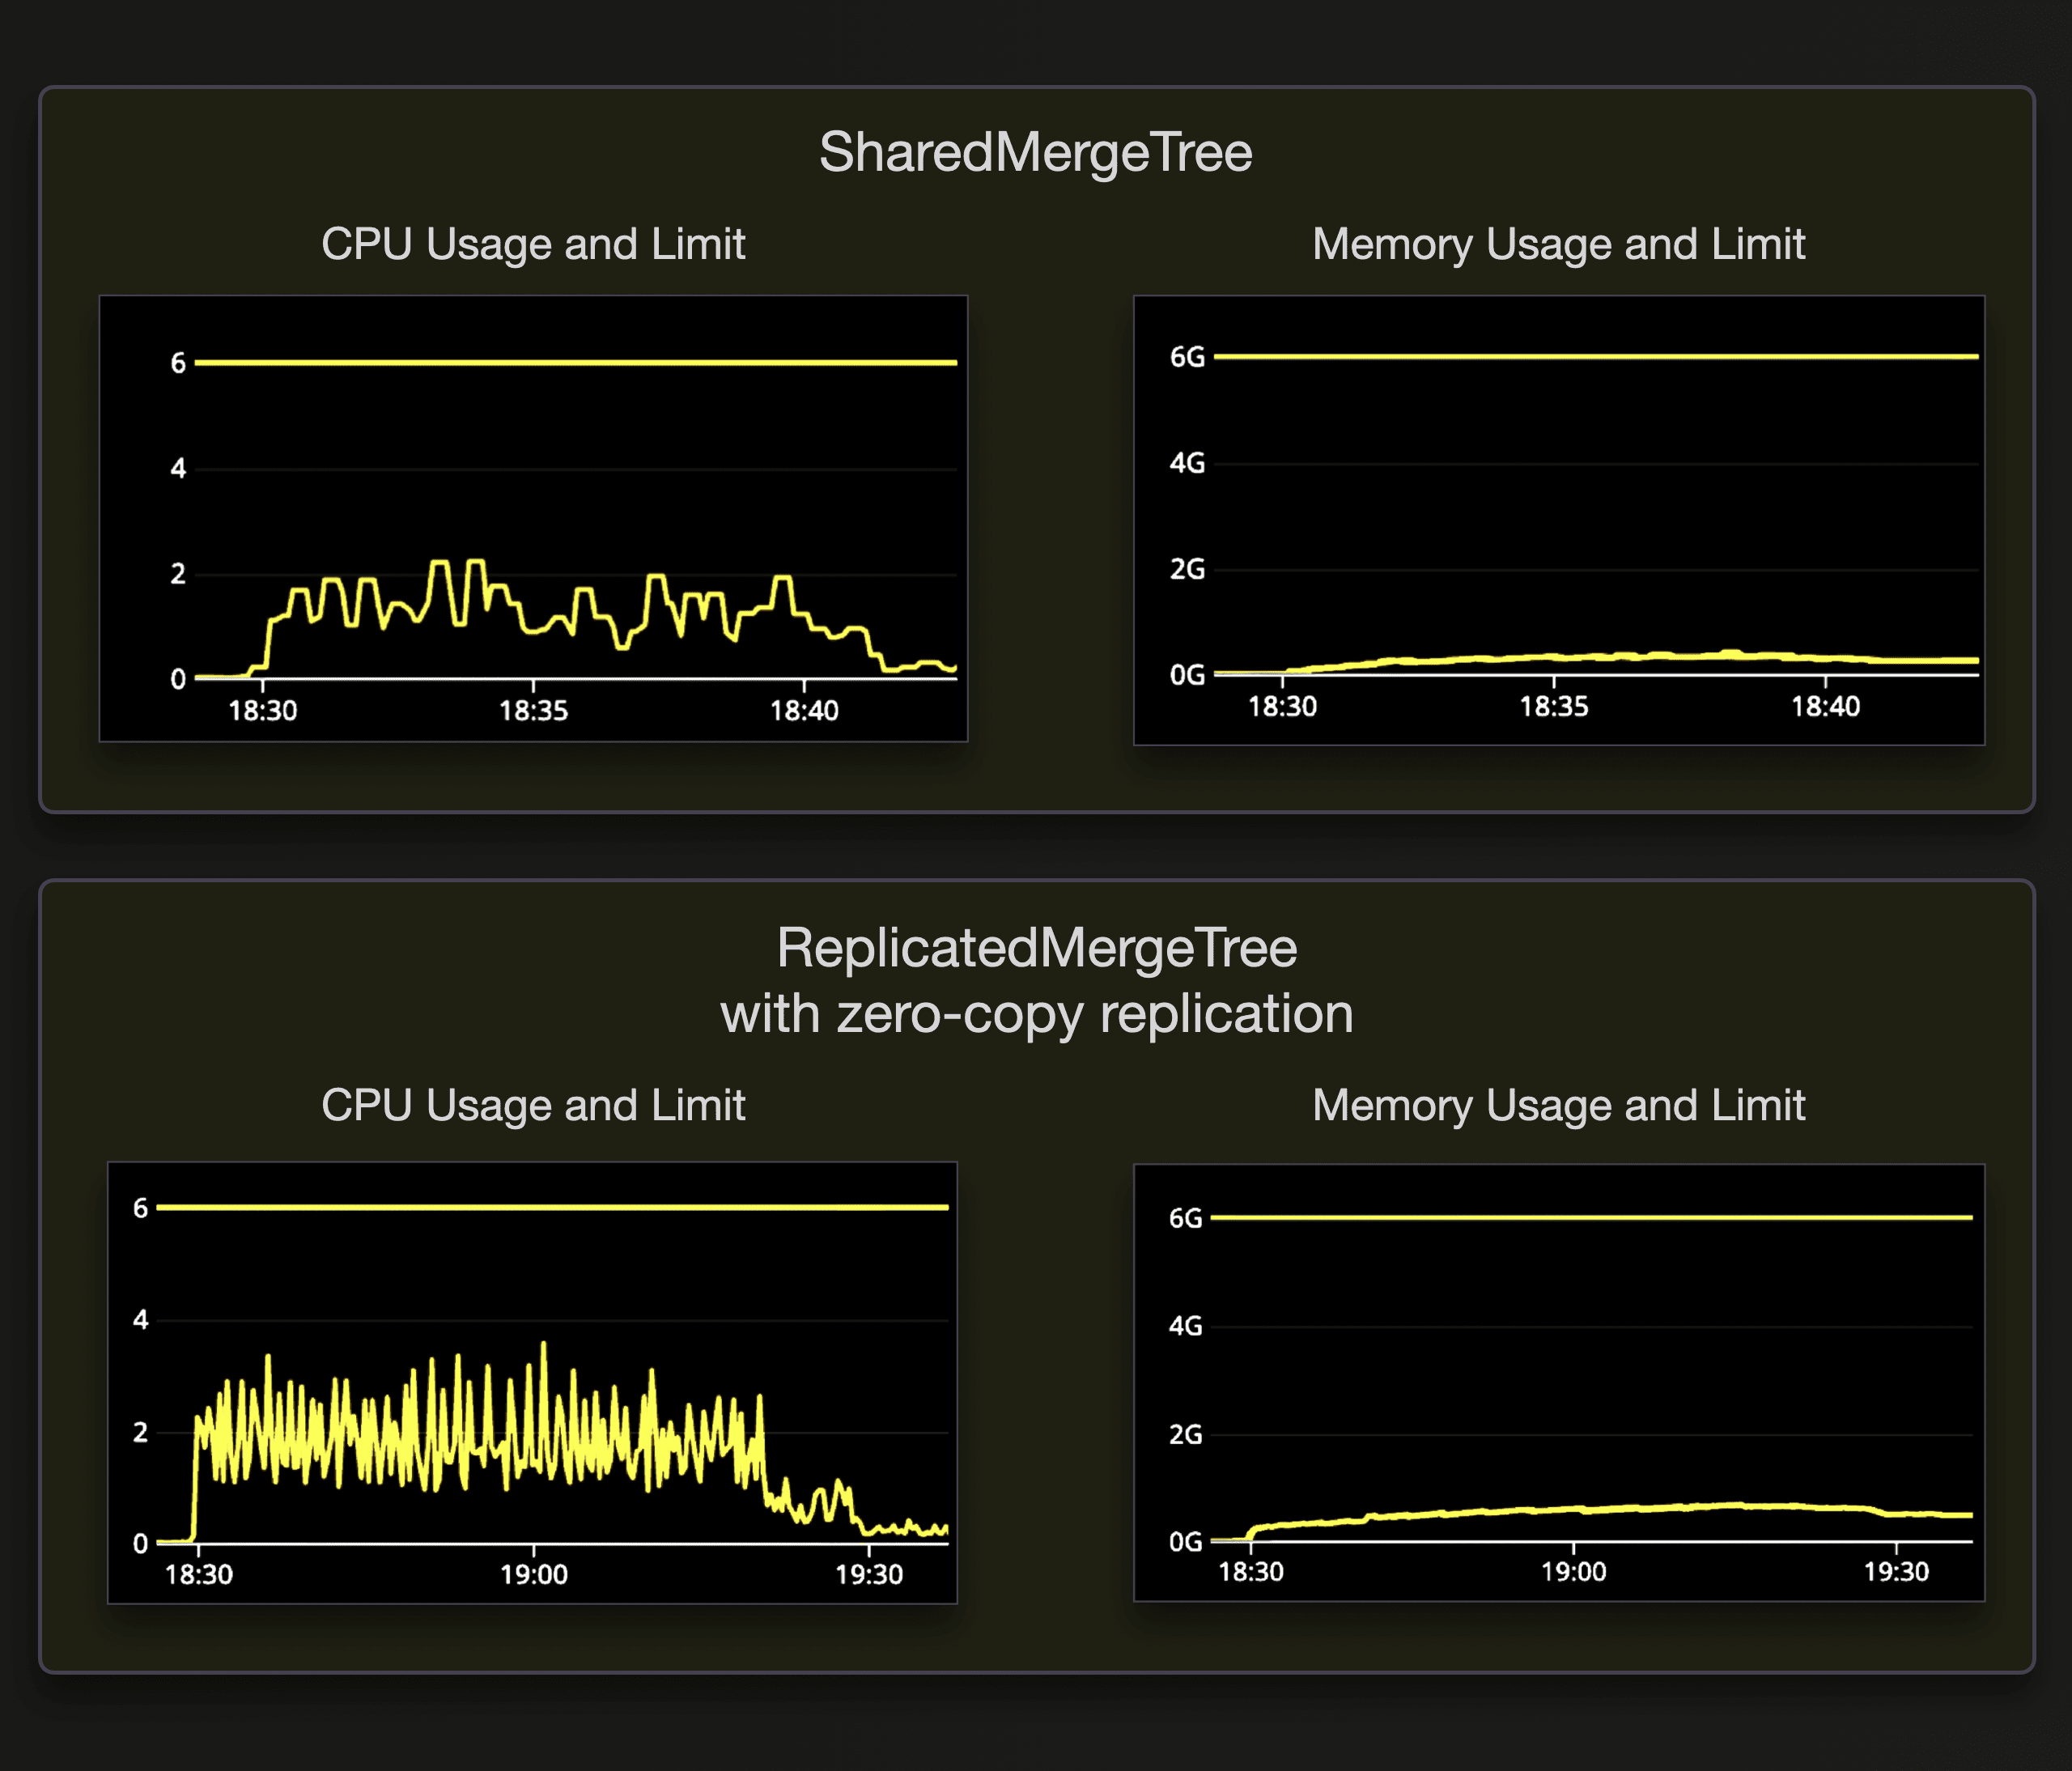 SharedMergeTree
CPU Usage and Limit
6
4
2
0
18:30 18:35 18:40
Memory Usage and Limit
6G
4G
2G
0G
18:30 18:35 18:40
ReplicatedMergeTree
with zero-copy replication
CPU Usage and Limit
6
4
2
0
18:30 19:00 19:30
Memory Usage and Limit
6G
4G
2G
0G
18:30 19:00 19:30